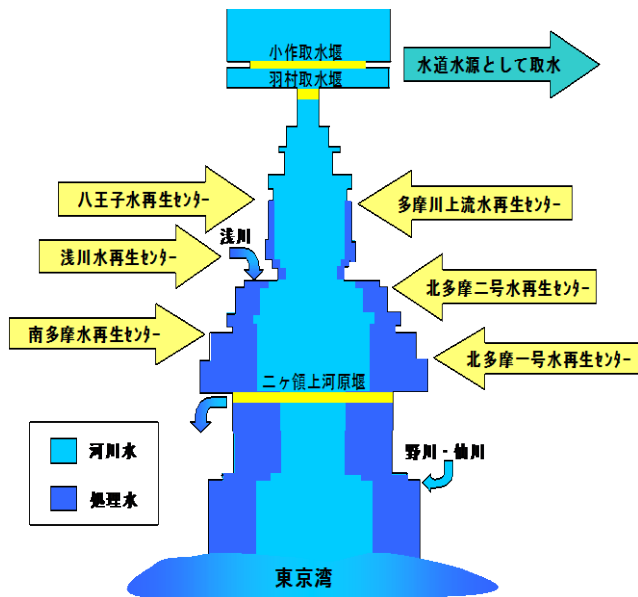 小作取水堰
羽村取水堰
水道水源として取水
八王子水再生ｾﾝﾀｰ
多摩川上流水再生ｾﾝﾀｰ
浅川
浅川水再生ｾﾝﾀｰ
北多摩二号水再生ｾﾝﾀｰ
南多摩水再生ｾﾝﾀｰ
北多摩一号水再生ｾﾝﾀｰ
二ヶ領上河原堰
野川・仙川
河川水
処理水
東京湾